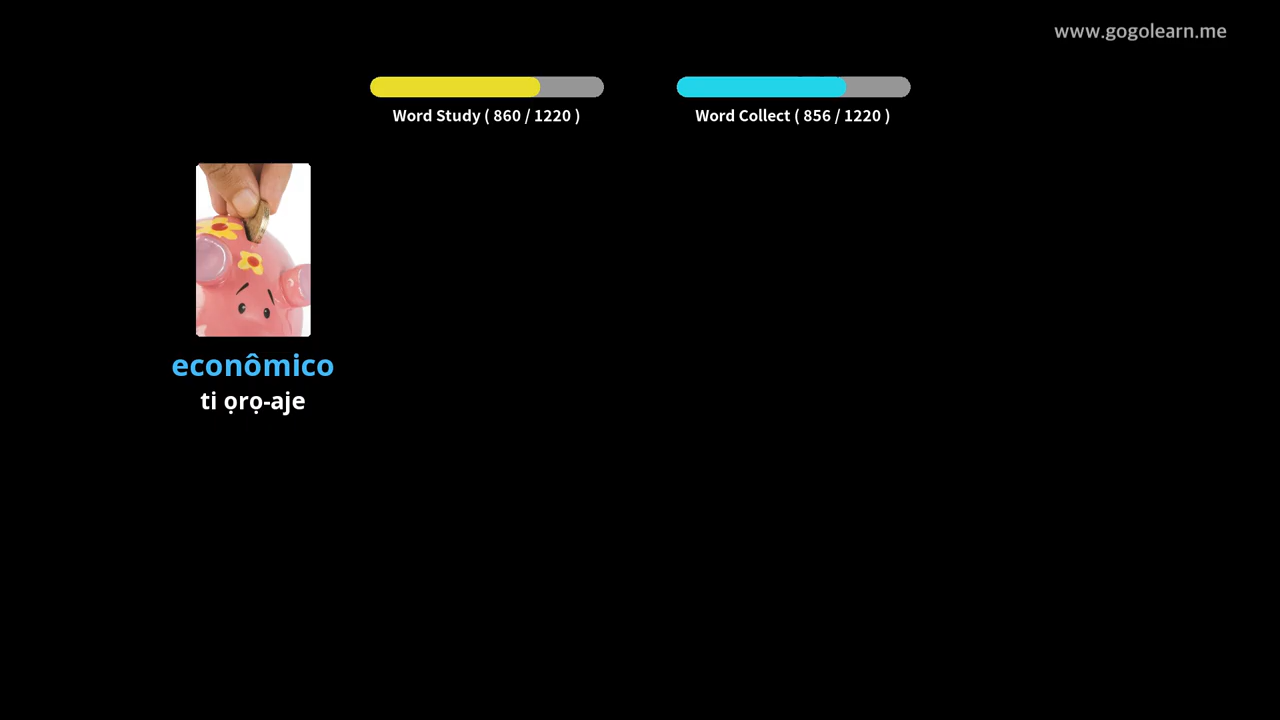 www.gogolearn.me
Word Study ( 860 / 1220 )
Word Collect ( 856 / 1220 )
econômico
ti ọrọ-aje